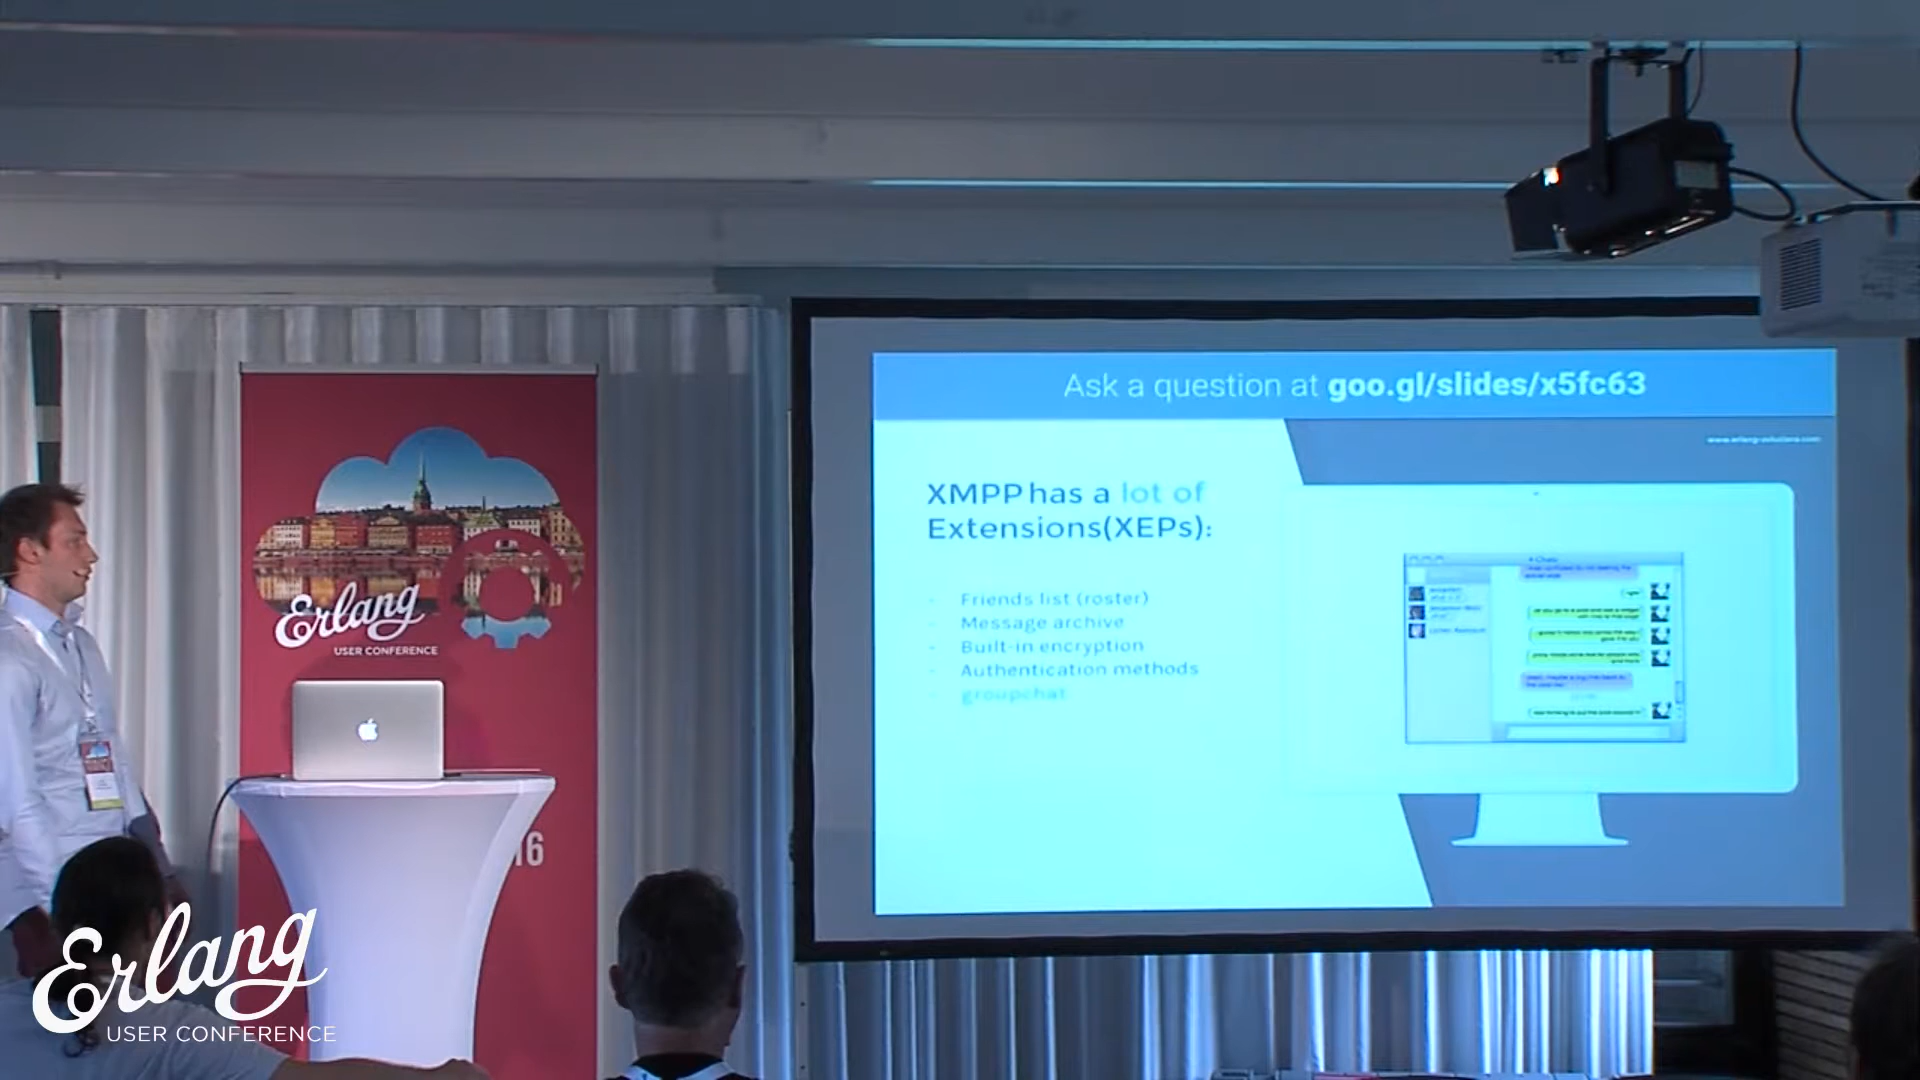 Ask a question at goo.gl/slides/x5fc63
www.erlang-solutions.com
XMPP has a lot of
Extensions(XEPs):
- Friends list (roster)
- Message archive
- Built-in encryption
- Authentication methods
- groupchat
Erlang
USER CONFERENCE
16
Erlang
USER CONFERENCE